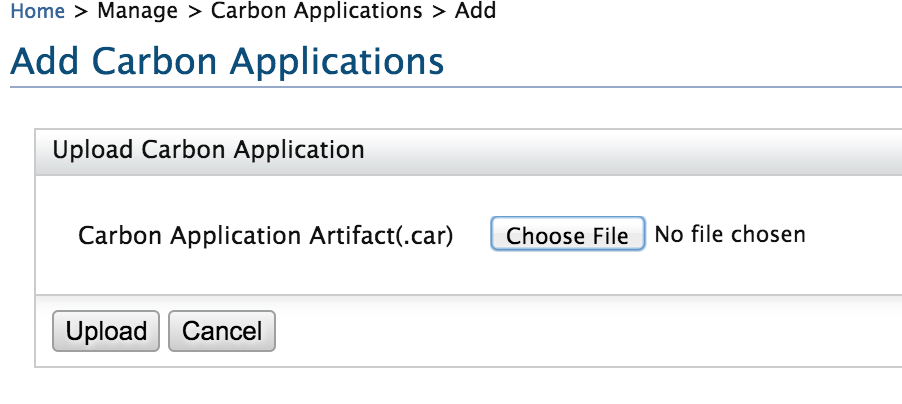 Home > Manage > Carbon Applications > Add
Add Carbon Applications
Upload Carbon Application
Carbon Application Artifact(.car) Choose File No file chosen
Upload Cancel